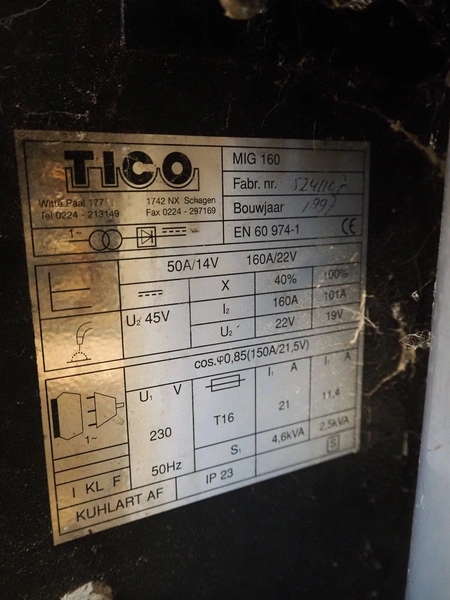 TICO
MIG 160
Witte Paal 177
1742 NX Schagen
Tel 0224 - 213149
Fax 0224 - 297169
Fabr. nr.
Bouwjaar 1997
1~
EN 60 974-1
CE
50A/14V 160A/22V
X 40% 100%
U2 45V
I2 160A 101A
U2 22V 19V
cos.φ0,85(150A/21,5V)
U1 V
I1 A
I1 A
1~
230
T16
21
11,4
50Hz
S1
4,6kVA
2,5kVA
I KL F
IP 23
S
KUHLART AF